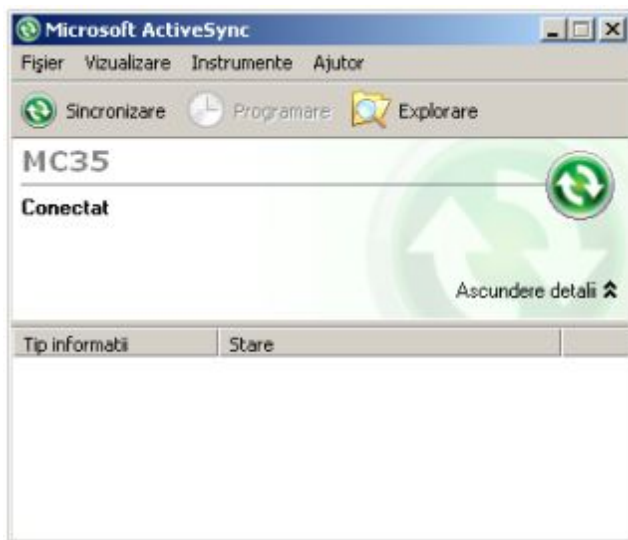 Microsoft ActiveSync
Fişier Vizualizare Instrumente Ajutor
Sincronizare Programare Explorare
MC35
Conectat
Ascundere detalii
Tip informatii Stare